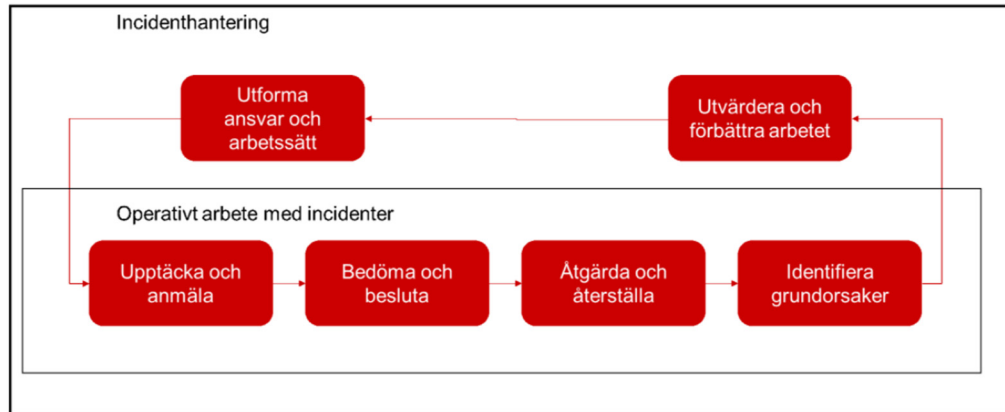 Incidenthantering
Utforma
ansvar och
arbetssätt
Utvärdera och
förbättra arbetet
Operativt arbete med incidenter
Upptäcka och
anmäla
Bedöma och
besluta
Åtgärda och
återställa
Identifiera
grundorsaker